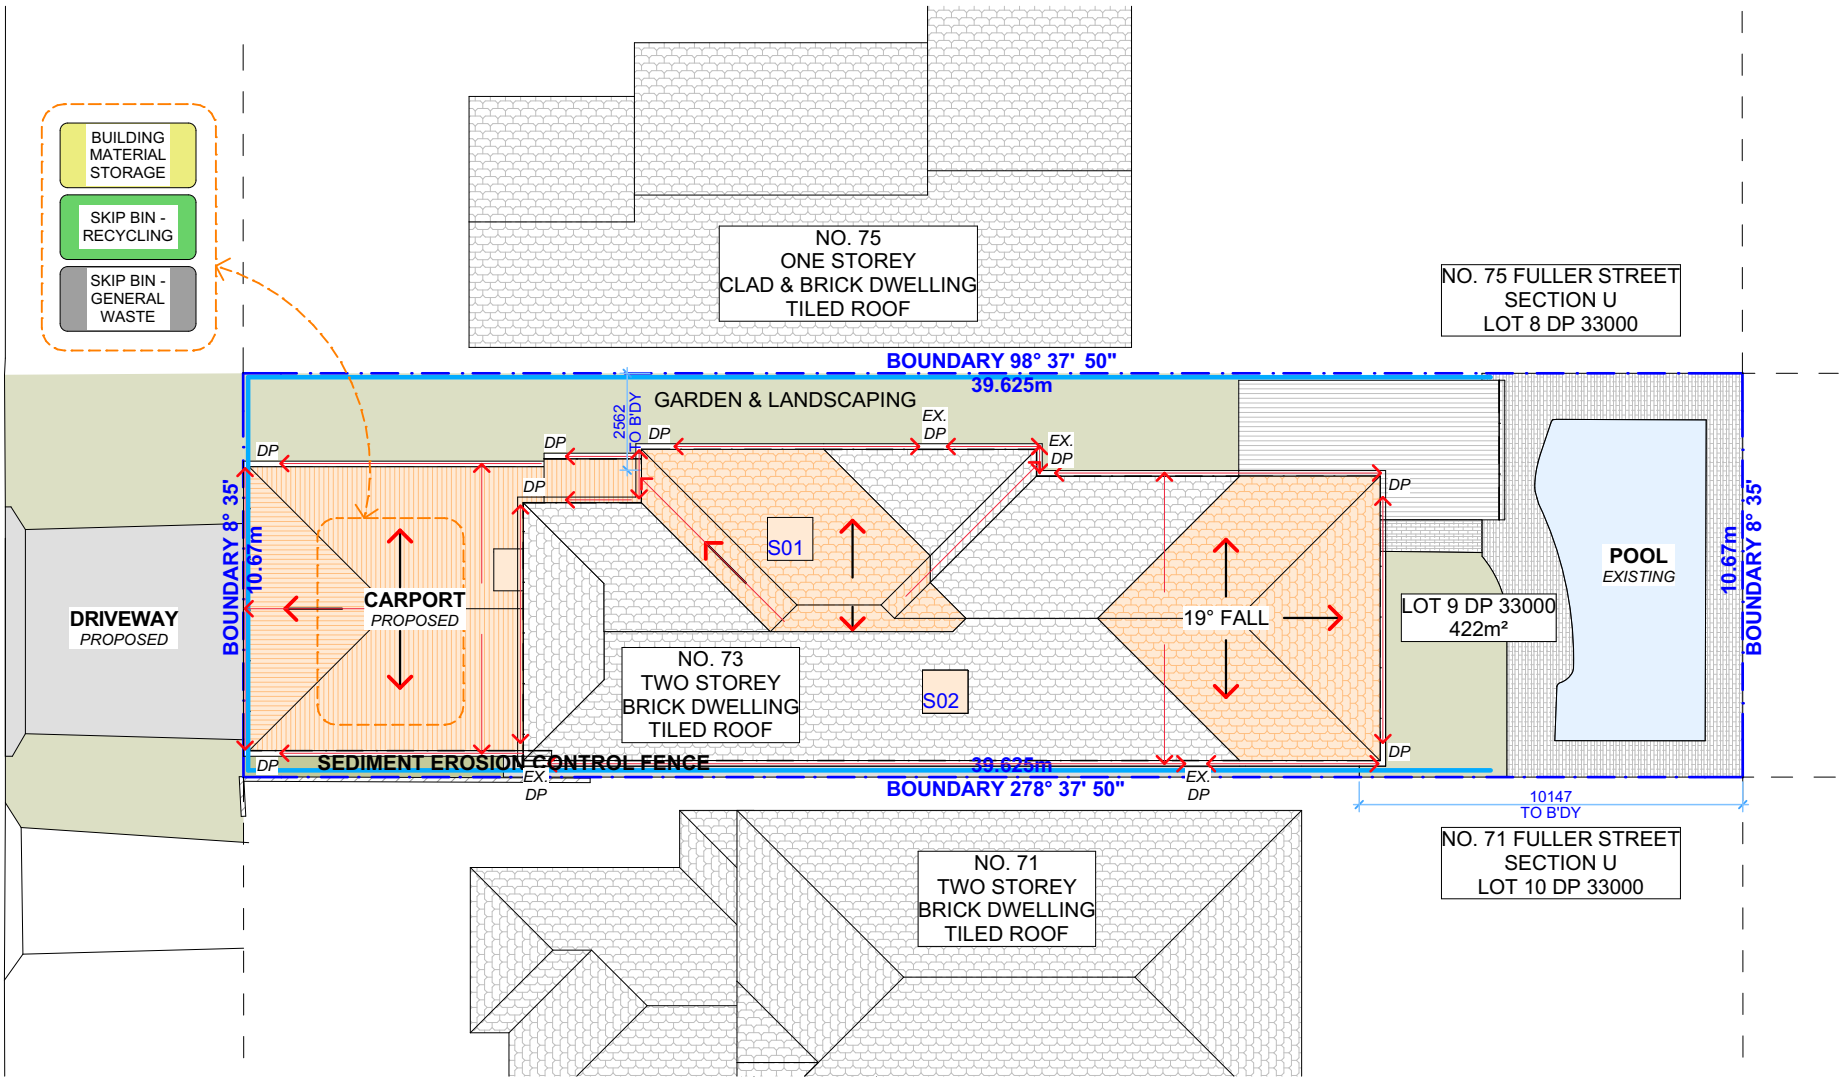 BUILDING
MATERIAL
STORAGE
SKIP BIN -
RECYCLING
SKIP BIN -
GENERAL
WASTE
NO. 75
ONE STOREY
CLAD & BRICK DWELLING
TILED ROOF
NO. 75 FULLER STREET
SECTION U
LOT 8 DP 33000
BOUNDARY 98° 37' 50"
39.625m
GARDEN & LANDSCAPING
2562
TO B'DY
DP
DP
DP
DP
EX.
DP
EX.
DP
DP
BOUNDARY 8° 35'
10.67m
S01
CARPORT
PROPOSED
DRIVEWAY
PROPOSED
19° FALL
LOT 9 DP 33000
422m²
POOL
EXISTING
10.67m
BOUNDARY 8° 35'
NO. 73
TWO STOREY
BRICK DWELLING
TILED ROOF
S02
DP
DP
SEDIMENT EROSION CONTROL FENCE
EX.
DP
39.625m
BOUNDARY 278° 37' 50"
EX.
DP
10147
TO B'DY
NO. 71 FULLER STREET
SECTION U
LOT 10 DP 33000
NO. 71
TWO STOREY
BRICK DWELLING
TILED ROOF